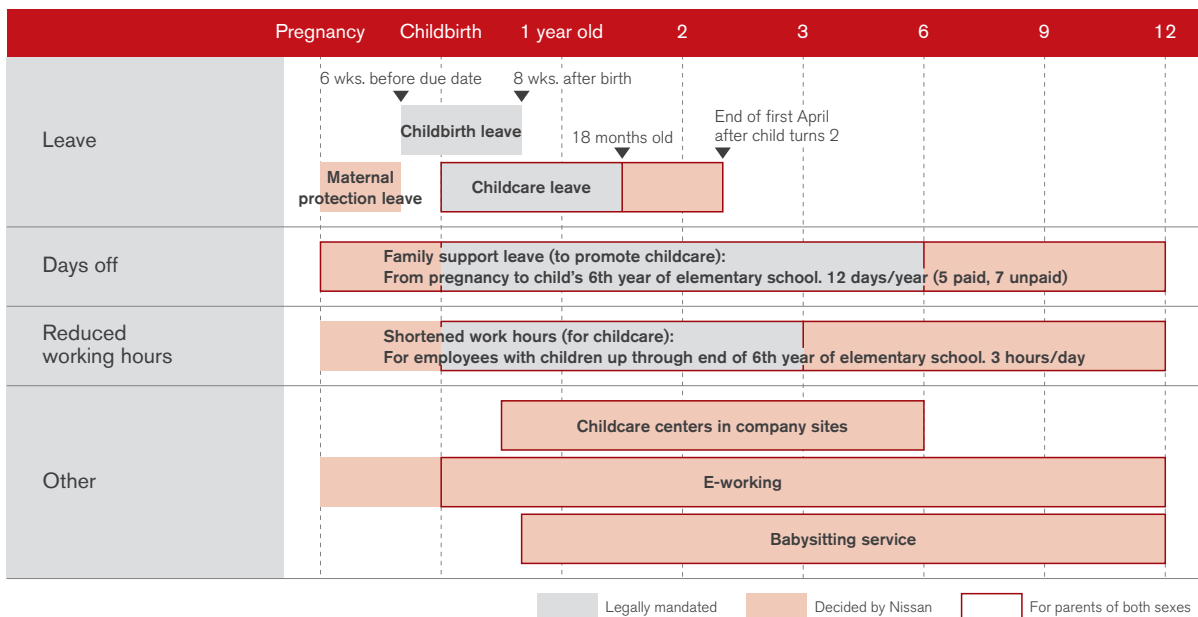 Pregnancy Childbirth 1 year old 2 3 6 9 12
6 wks. before due date 8 wks. after birth
Leave
Childbirth leave
18 months old
End of first April
after child turns 2
Maternal
protection leave
Childcare leave
Days off
Family support leave (to promote childcare):
From pregnancy to child's 6th year of elementary school. 12 days/year (5 paid, 7 unpaid)
Reduced
working hours
Shortened work hours (for childcare):
For employees with children up through end of 6th year of elementary school. 3 hours/day
Other
Childcare centers in company sites
E-working
Babysitting service
Legally mandated Decided by Nissan For parents of both sexes